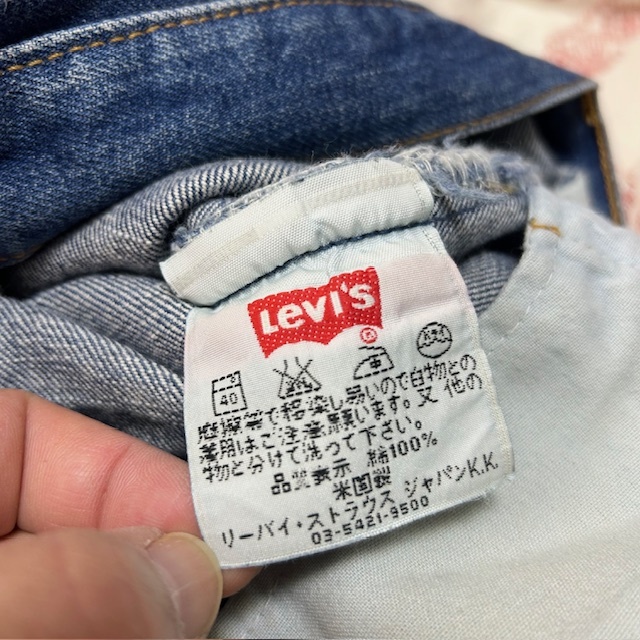 Levi's
®
40
感摩擦等で移染し易いので白物との
着用はご注意願います。又 他の
物と分けて洗って下さい。
品質表示 綿100%
米国製
リーバイ・ストラウス ジャパンK.K.
03-5421-9500